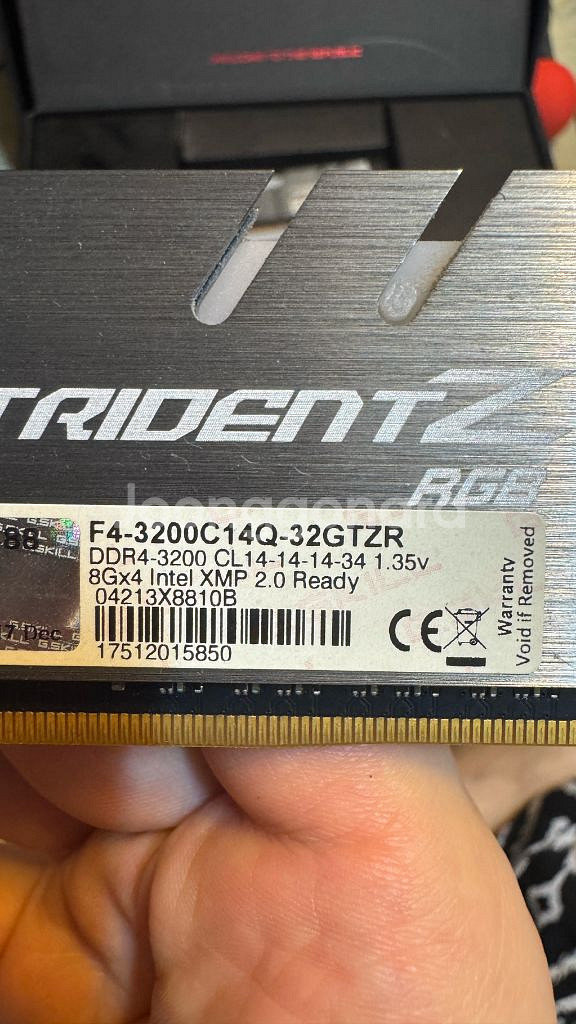 TRIDENT Z
RGB
F4-3200C14Q-32GTZR
DDR4-3200 CL14-14-14-34 1.35v
8Gx4 Intel XMP 2.0 Ready
04213X8810B
17512015850
CE
Warranty
Void if Removed
G.SKILL